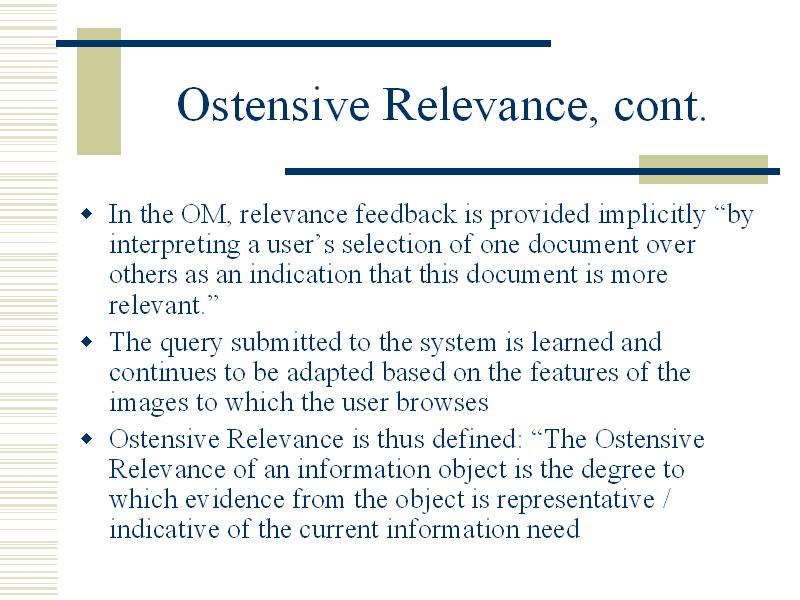 Ostensive Relevance, cont.
In the OM, relevance feedback is provided implicitly “by
interpreting a user’s selection of one document over
others as an indication that this document is more
relevant.”
The query submitted to the system is learned and
continues to be adapted based on the features of the
images to which the user browses
Ostensive Relevance is thus defined: “The Ostensive
Relevance of an information object is the degree to
which evidence from the object is representative /
indicative of the current information need